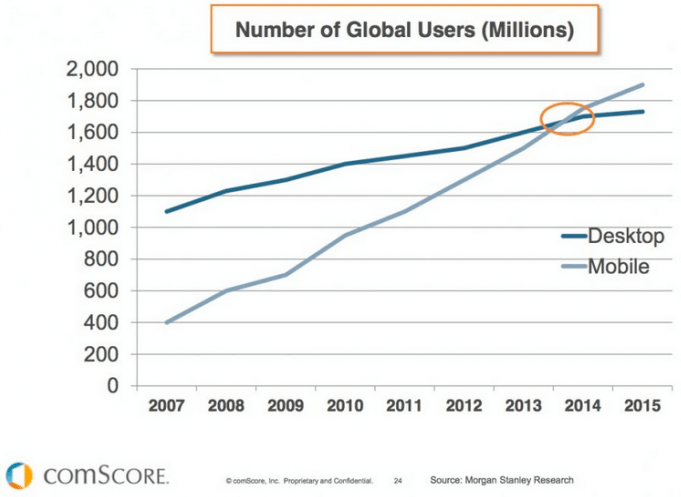 Number of Global Users (Millions)
2,000
1,800
1,600
1,400
1,200
1,000
800
600
400
200
0
Desktop
Mobile
2007 2008 2009 2010 2011 2012 2013 2014 2015
comSCORE.
© comScore, Inc. Proprietary and Confidential. 24 Source: Morgan Stanley Research